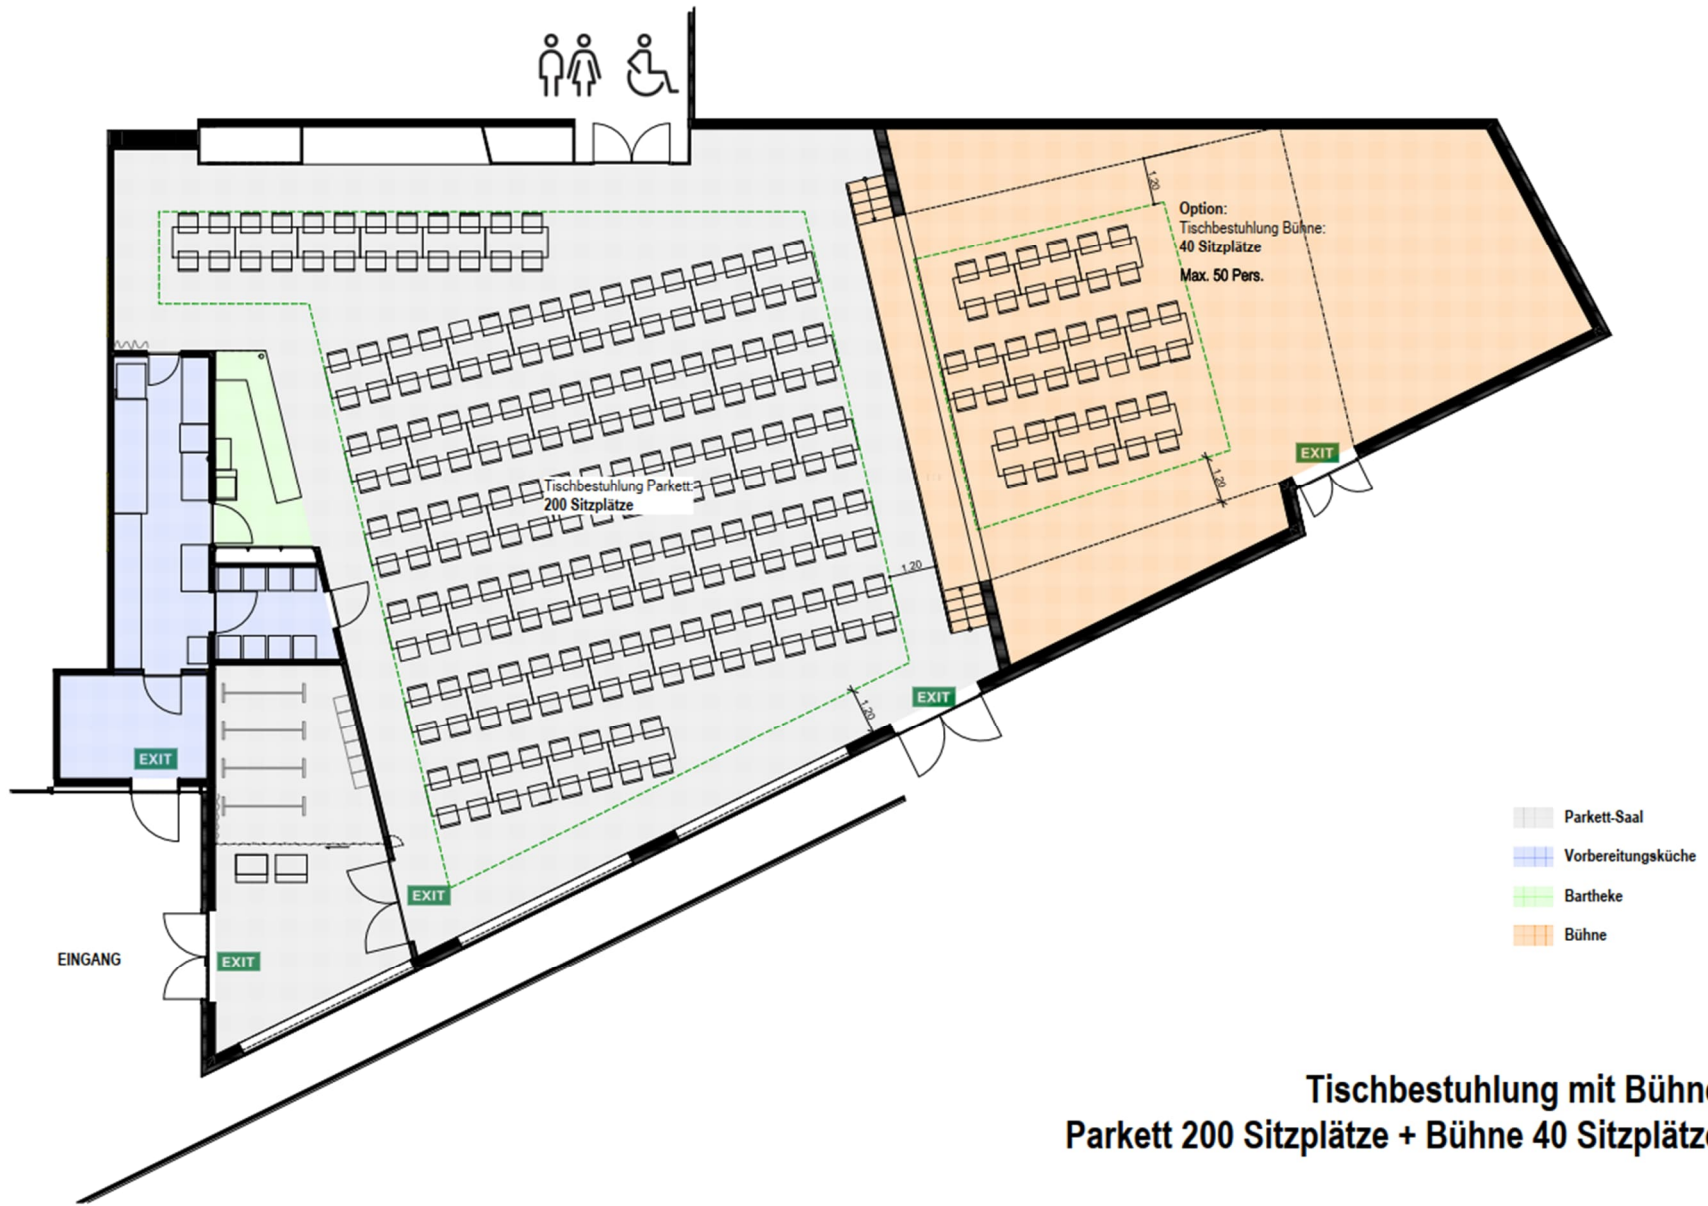 1.20
Option:
Tischbestuhlung Bühne:
40 Sitzplätze
Max. 50 Pers.
EXIT
1.20
Tischbestuhlung Parkett:
200 Sitzplätze
1.20
EXIT
1.20
EXIT
EXIT
EINGANG
EXIT
Parkett-Saal
Vorbereitungsküche
Bartheke
Bühne
Tischbestuhlung mit Bühne
Parkett 200 Sitzplätze + Bühne 40 Sitzplätze